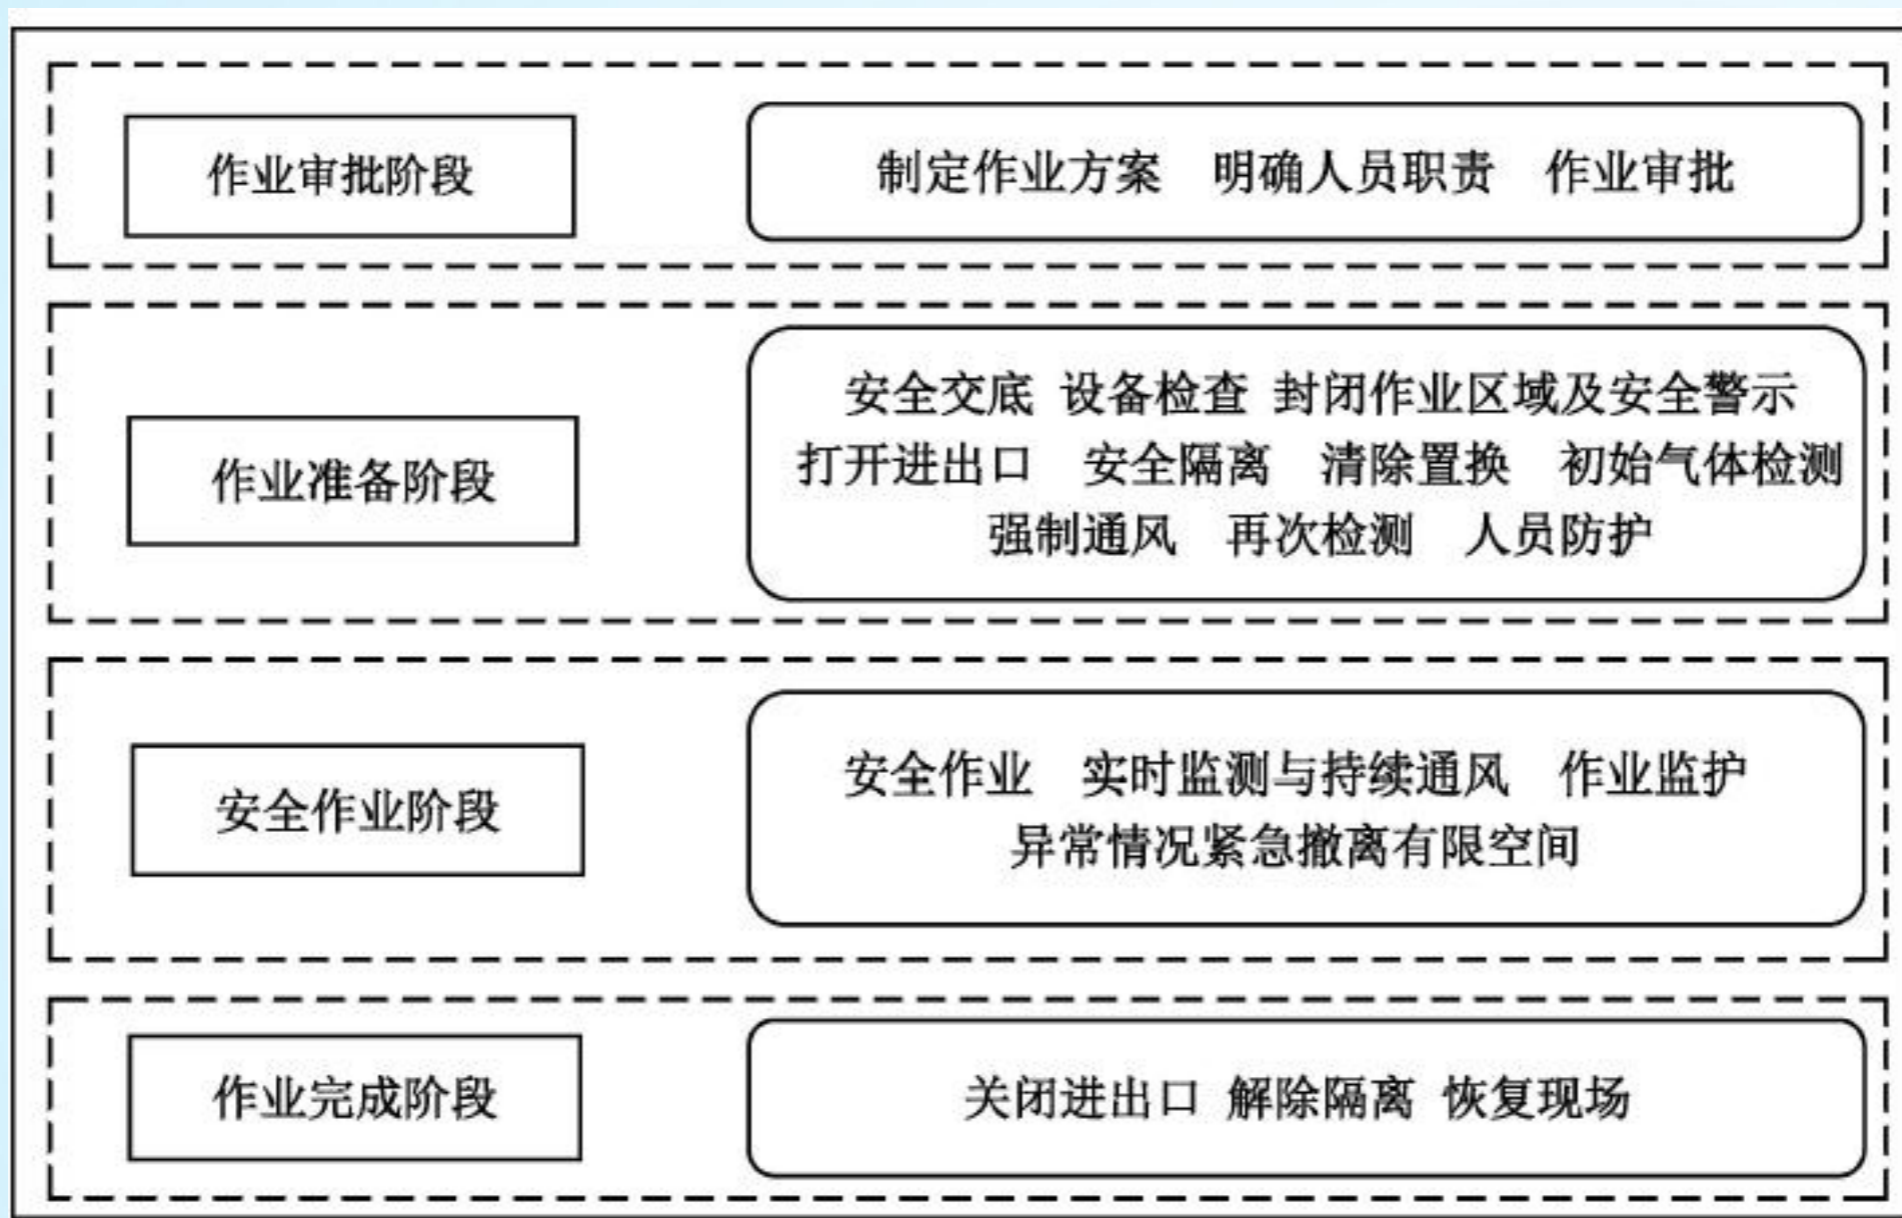 作业审批阶段
制定作业方案 明确人员职责 作业审批
作业准备阶段
安全交底 设备检查 封闭作业区域及安全警示
打开进出口 安全隔离 清除置换 初始气体检测
强制通风 再次检测 人员防护
安全作业阶段
安全作业 实时监测与持续通风 作业监护
异常情况紧急撤离有限空间
作业完成阶段
关闭进出口 解除隔离 恢复现场